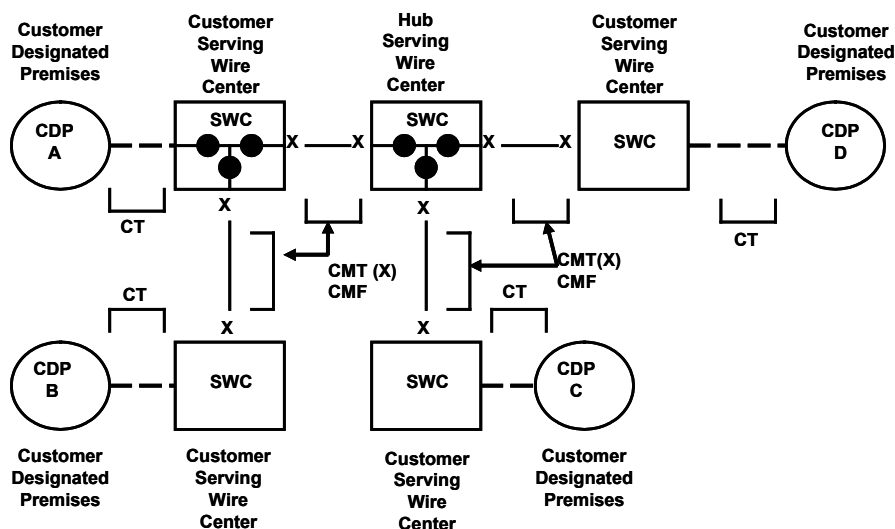 Customer
Designated
Premises
Customer
Serving
Wire
Center
Hub
Serving
Wire
Center
Customer
Serving
Wire
Center
Customer
Designated
Premises
CDP
A
SWC
X
X
SWC
X
X
SWC
CDP
D
CT
X
X
CT
CMT (X)
CMF
CMT(X)
CMF
CT
CT
X
X
CDP
B
SWC
SWC
CDP
C
Customer
Designated
Premises
Customer
Serving
Wire
Center
Customer
Serving
Wire
Center
Customer
Designated
Premises